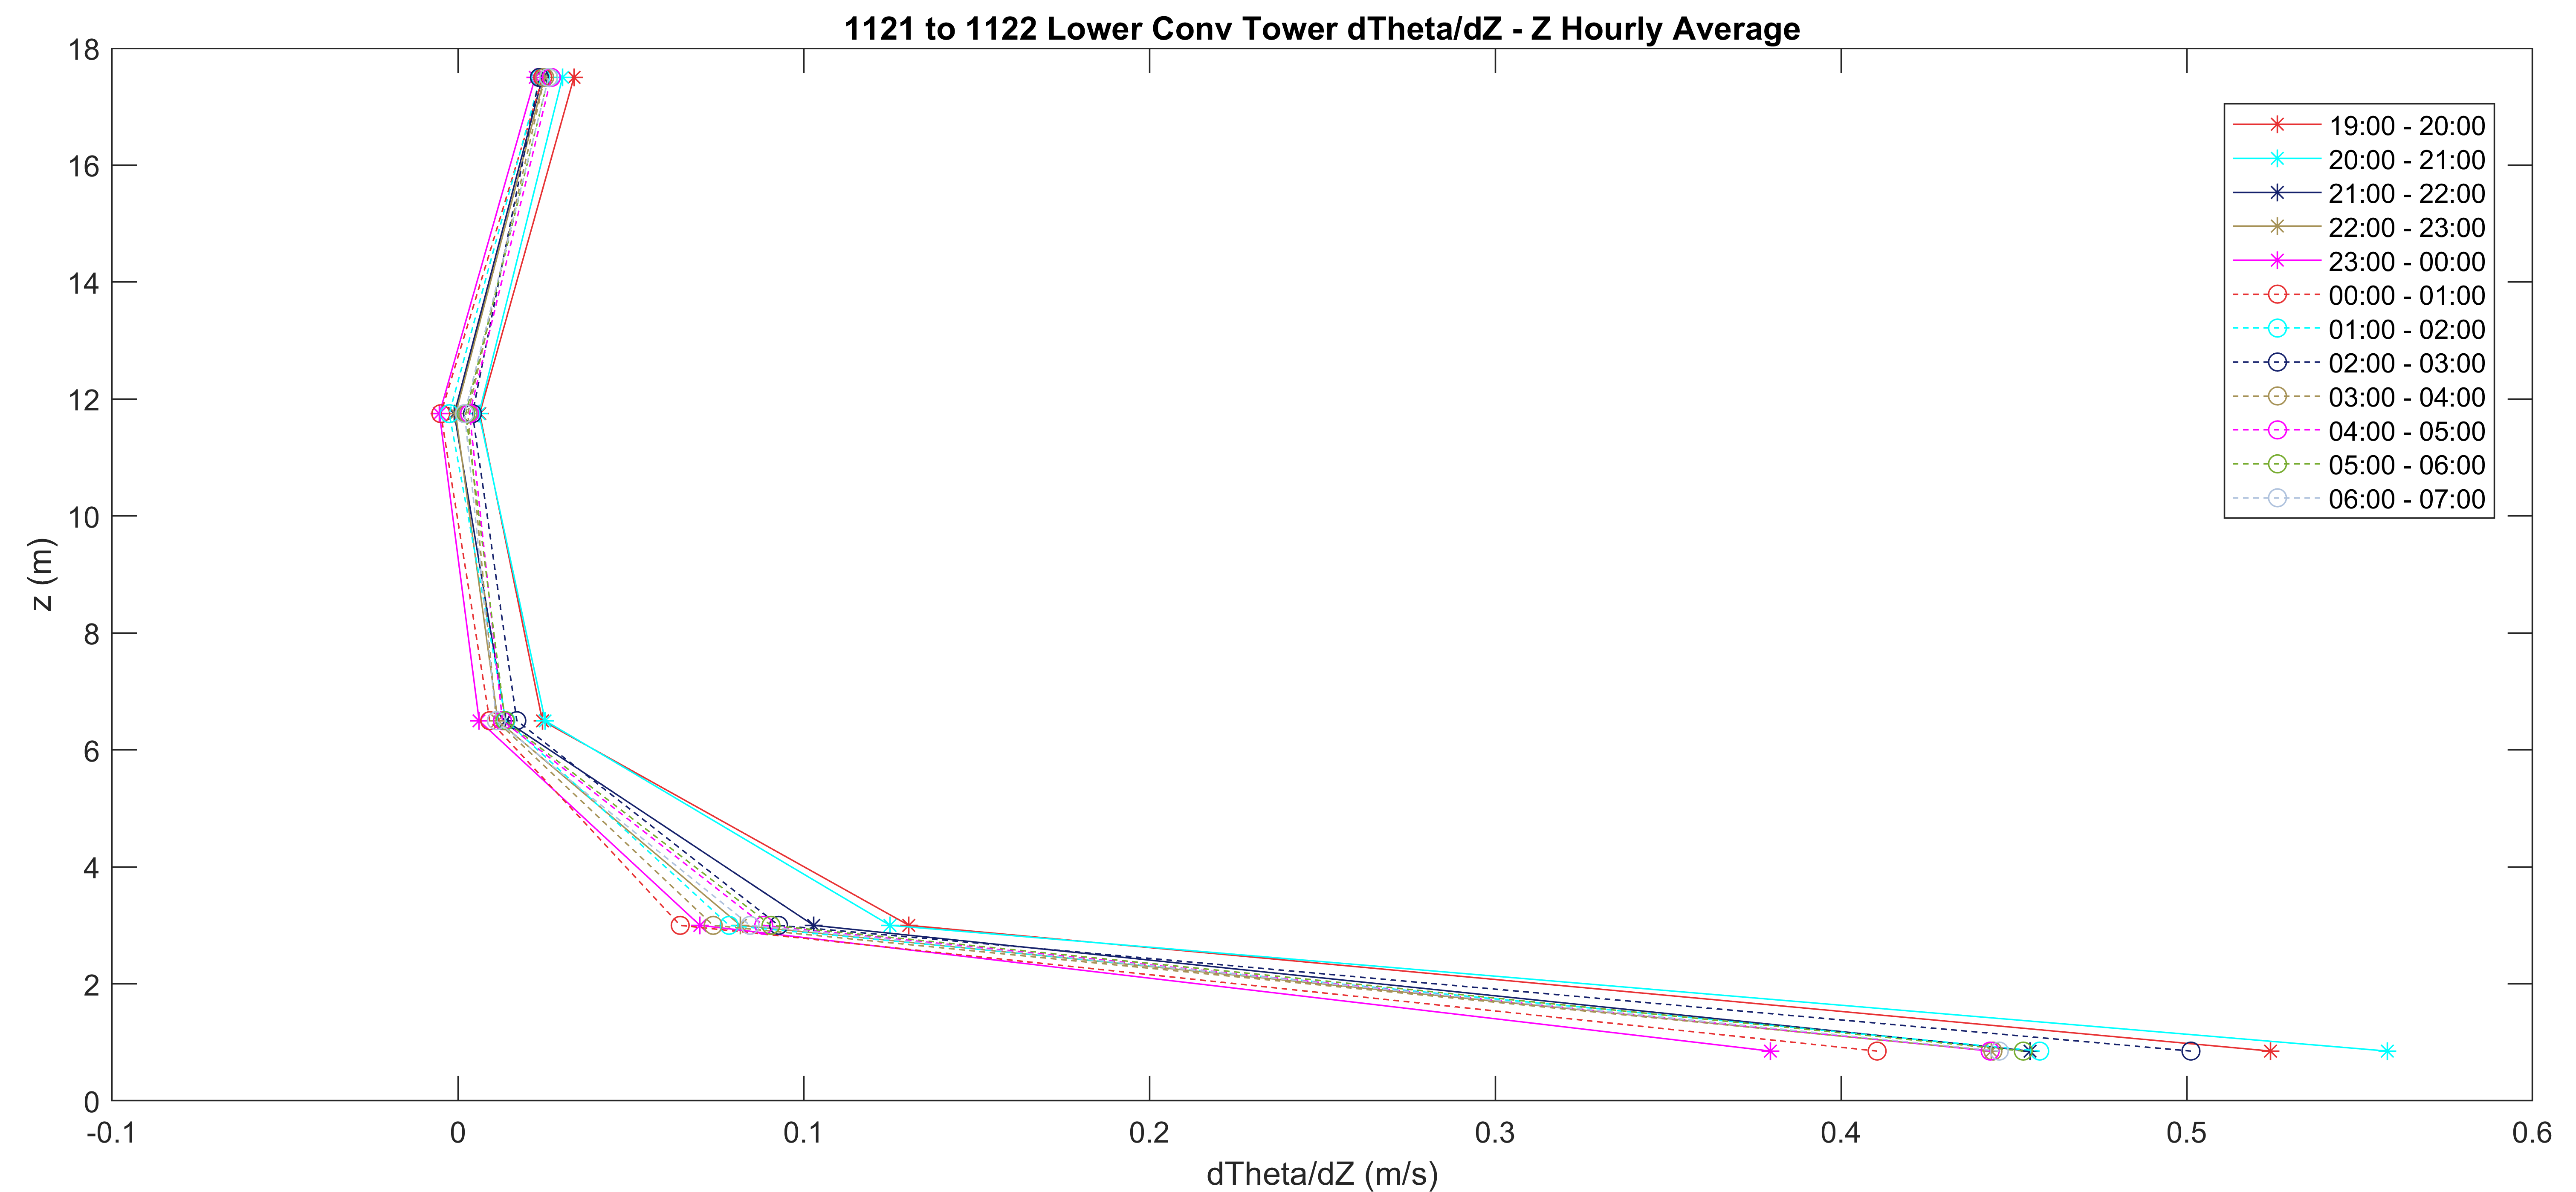 1121 to 1122 Lower Conv Tower dTheta/dZ - Z Hourly Average
18
16
14
12
10
8
6
4
2
0
z (m)
-0.1
0
0.1
0.2
0.3
0.4
0.5
0.6
dTheta/dZ (m/s)
19:00 - 20:00
20:00 - 21:00
21:00 - 22:00
22:00 - 23:00
23:00 - 00:00
00:00 - 01:00
01:00 - 02:00
02:00 - 03:00
03:00 - 04:00
04:00 - 05:00
05:00 - 06:00
06:00 - 07:00